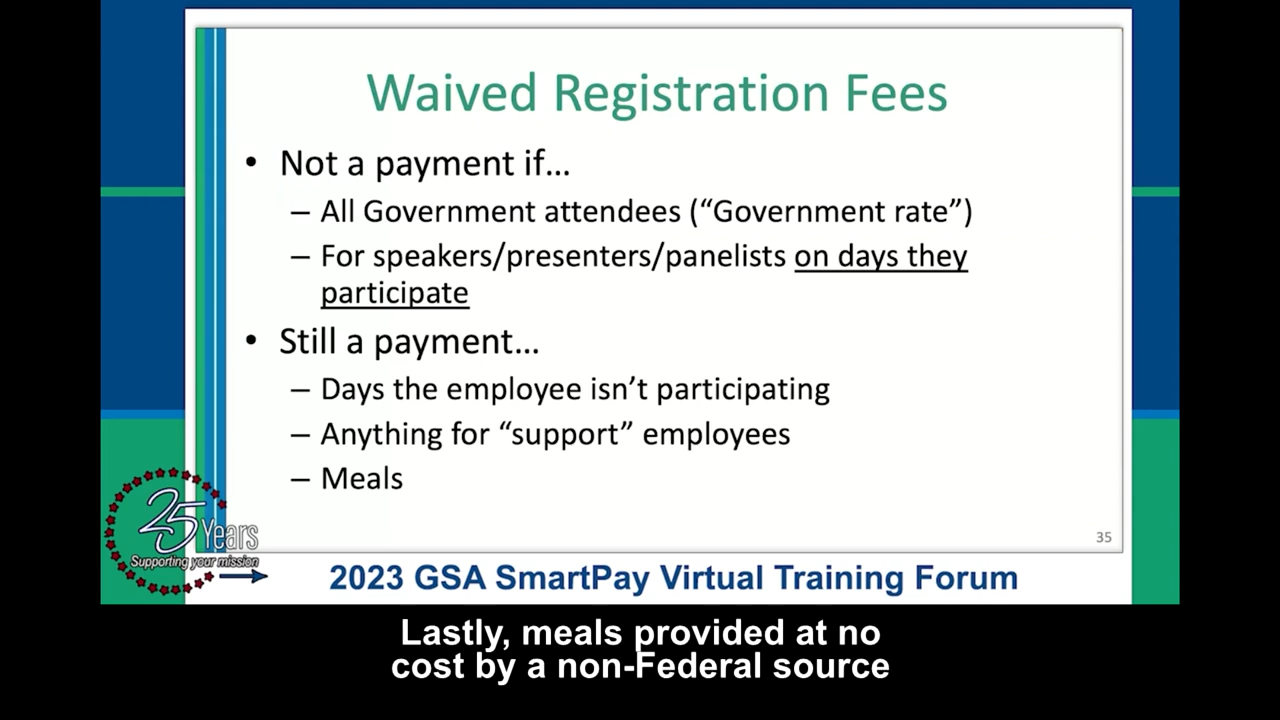 Waived Registration Fees
• Not a payment if…
– All Government attendees (“Government rate”)
– For speakers/presenters/panelists on days they
participate
• Still a payment…
– Days the employee isn’t participating
– Anything for “support” employees
– Meals
35
25 Years
Supporting your mission
2023 GSA SmartPay Virtual Training Forum
Lastly, meals provided at no
cost by a non-Federal source